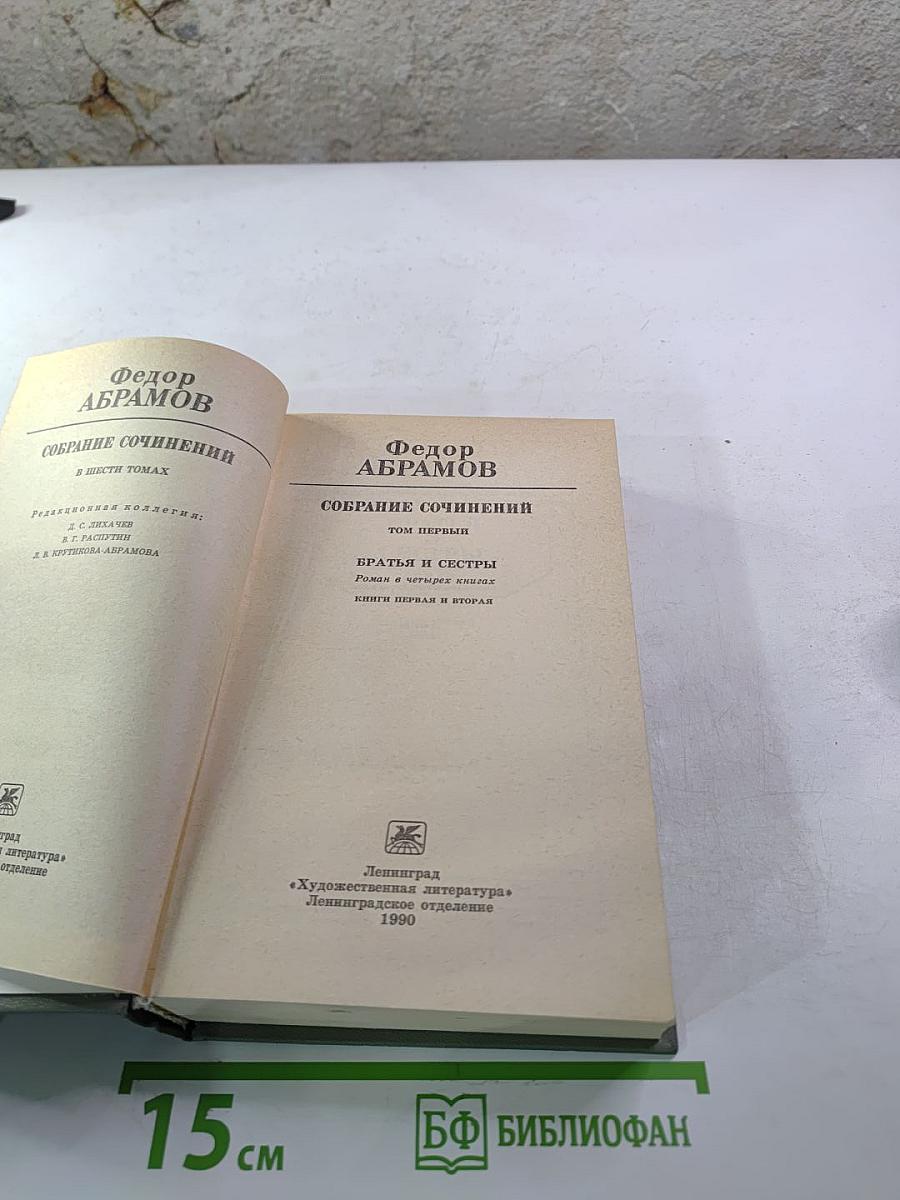 Федор
АБРАМОВ
СОБРАНИЕ СОЧИНЕНИЙ
В ШЕСТИ ТОМАХ
Редакционная коллегия:
Д. С. ЛИХАЧЕВ
В. Г. РАСПУТИН
Л. В. КРУТИКОВА-АБРАМОВА
град
литература»
отделение
Федор
АБРАМОВ
СОБРАНИЕ СОЧИНЕНИЙ
ТОМ ПЕРВЫЙ
БРАТЬЯ И СЕСТРЫ
Роман в четырех книгах
КНИГИ ПЕРВАЯ И ВТОРАЯ
Ленинград
«Художественная литература»
Ленинградское отделение
1990
15 см
БФ БИБЛИОФАН